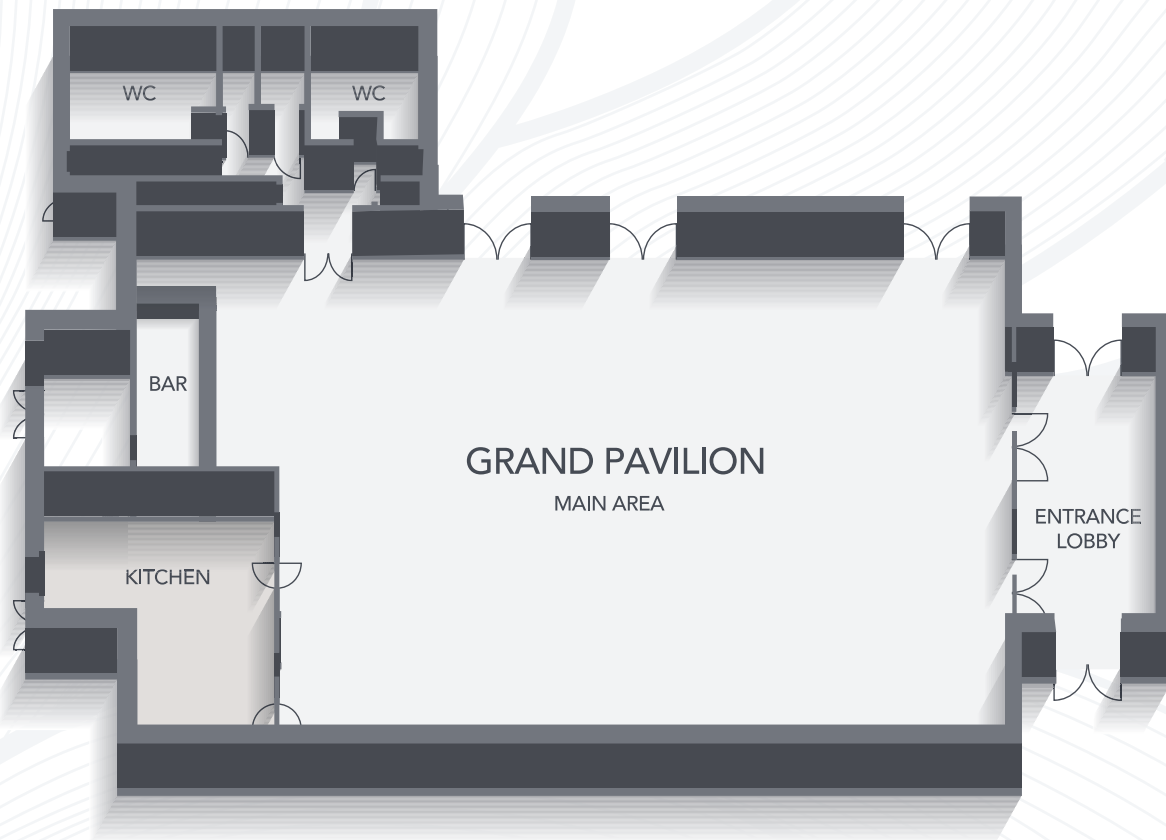 WC
WC
BAR
GRAND PAVILION
MAIN AREA
ENTRANCE
LOBBY
KITCHEN